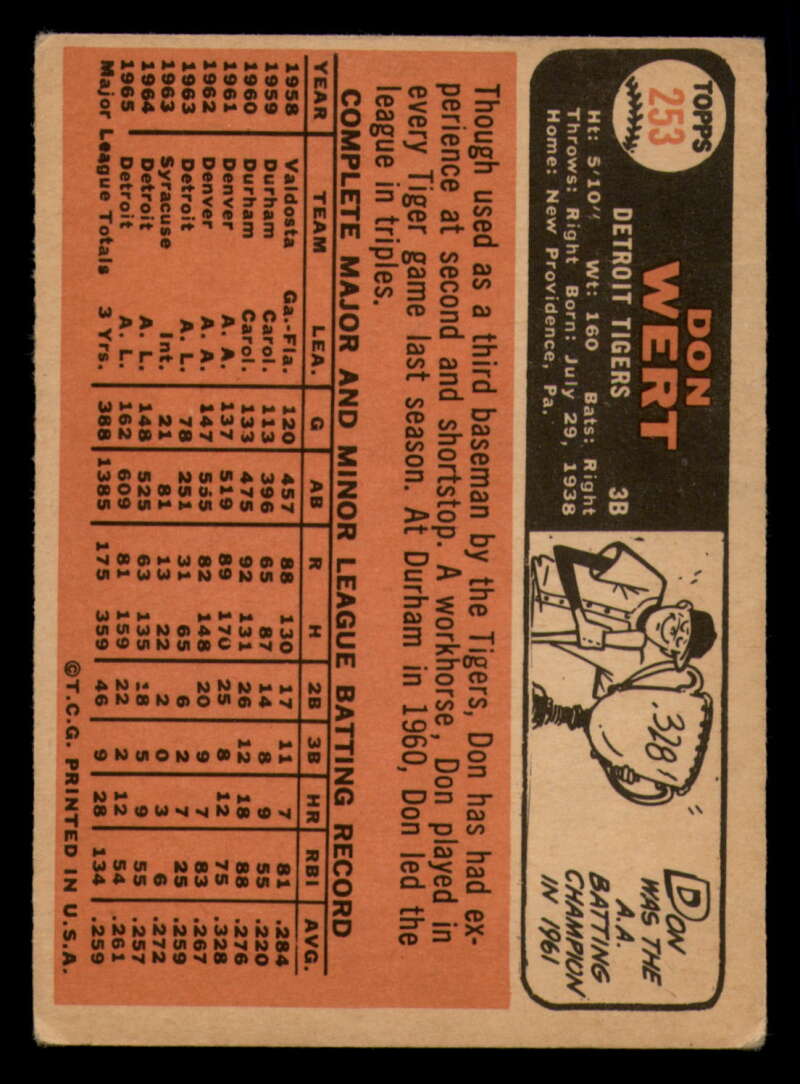 TOPPS
253
DON
WERT
DETROIT TIGERS 3B
Ht: 5'10" Wt: 160 Bats: Right
Throws: Right Born: July 29, 1938
Home: New Providence, Pa.
.328
DON
WAS THE
A.A.
BATTING
CHAMPION
IN 1961
Though used as a third baseman by the Tigers, Don has had ex-
perience at second and shortstop. A workhorse, Don played in
every Tiger game last season. At Durham in 1960, Don led the
league in triples.
COMPLETE MAJOR AND MINOR LEAGUE BATTING RECORD
YEAR TEAM LEA. G AB R H 2B 3B HR RBI AVG.
1958 Valdosta Ga.-Fla. 120 457 88 130 17 11 7 81 .284
1959 Durham Carol. 113 396 65 87 14 8 9 55 .220
1960 Durham Carol. 133 475 92 131 26 12 18 88 .276
1961 Denver A. A. 137 519 89 170 25 8 12 75 .328
1962 Denver A. A. 147 555 82 148 20 9 7 83 .267
1963 Detroit A. L. 78 251 31 65 6 2 7 25 .259
1963 Syracuse Int. 21 81 13 22 2 0 3 6 .272
1964 Detroit A. L. 148 525 63 135 18 5 9 55 .257
1965 Detroit A. L. 162 609 81 159 22 2 12 54 .261
Major League Totals 3 Yrs. 388 1385 175 359 46 9 28 134 .259
©T.C.G. PRINTED IN U.S.A.